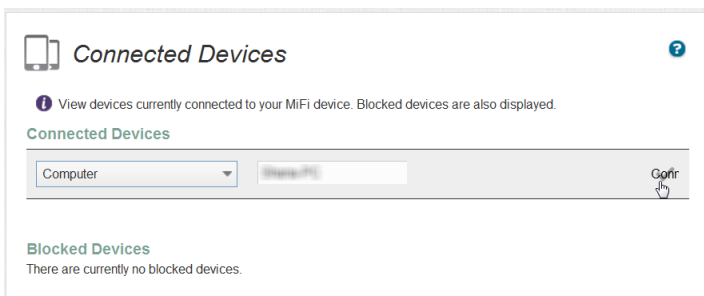 Connected Devices
?
i View devices currently connected to your MiFi device. Blocked devices are also displayed.
Connected Devices
Computer
Blocked Devices
There are currently no blocked devices.